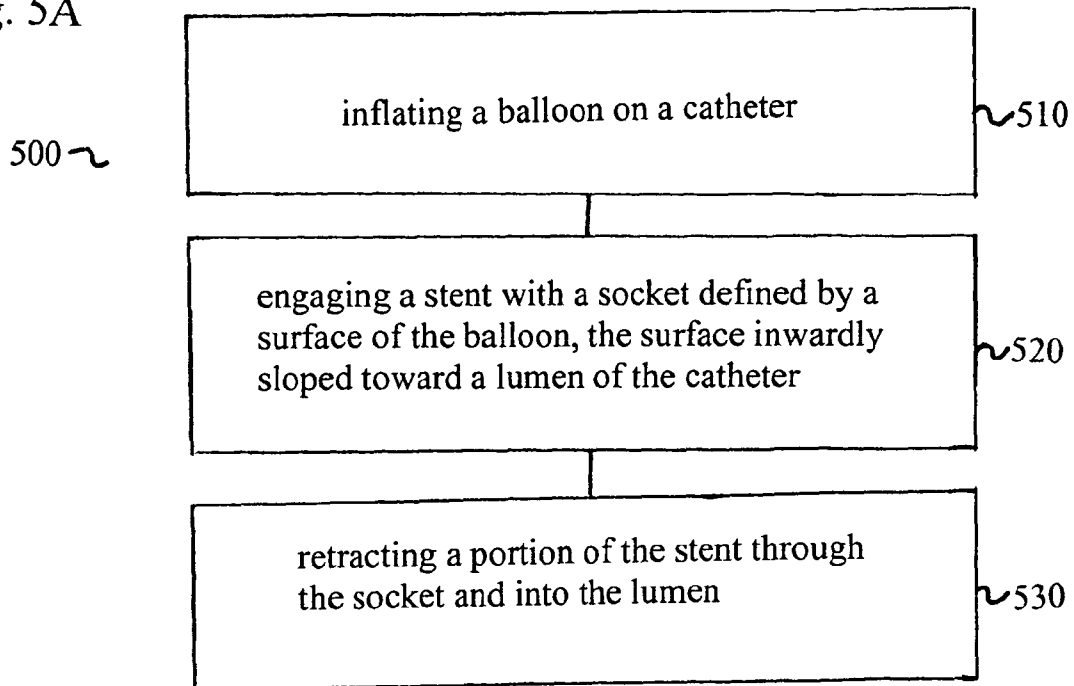 5A
inflating a balloon on a catheter
510
500
engaging a stent with a socket defined by a
surface of the balloon, the surface inwardly
sloped toward a lumen of the catheter
520
retracting a portion of the stent through
the socket and into the lumen
530